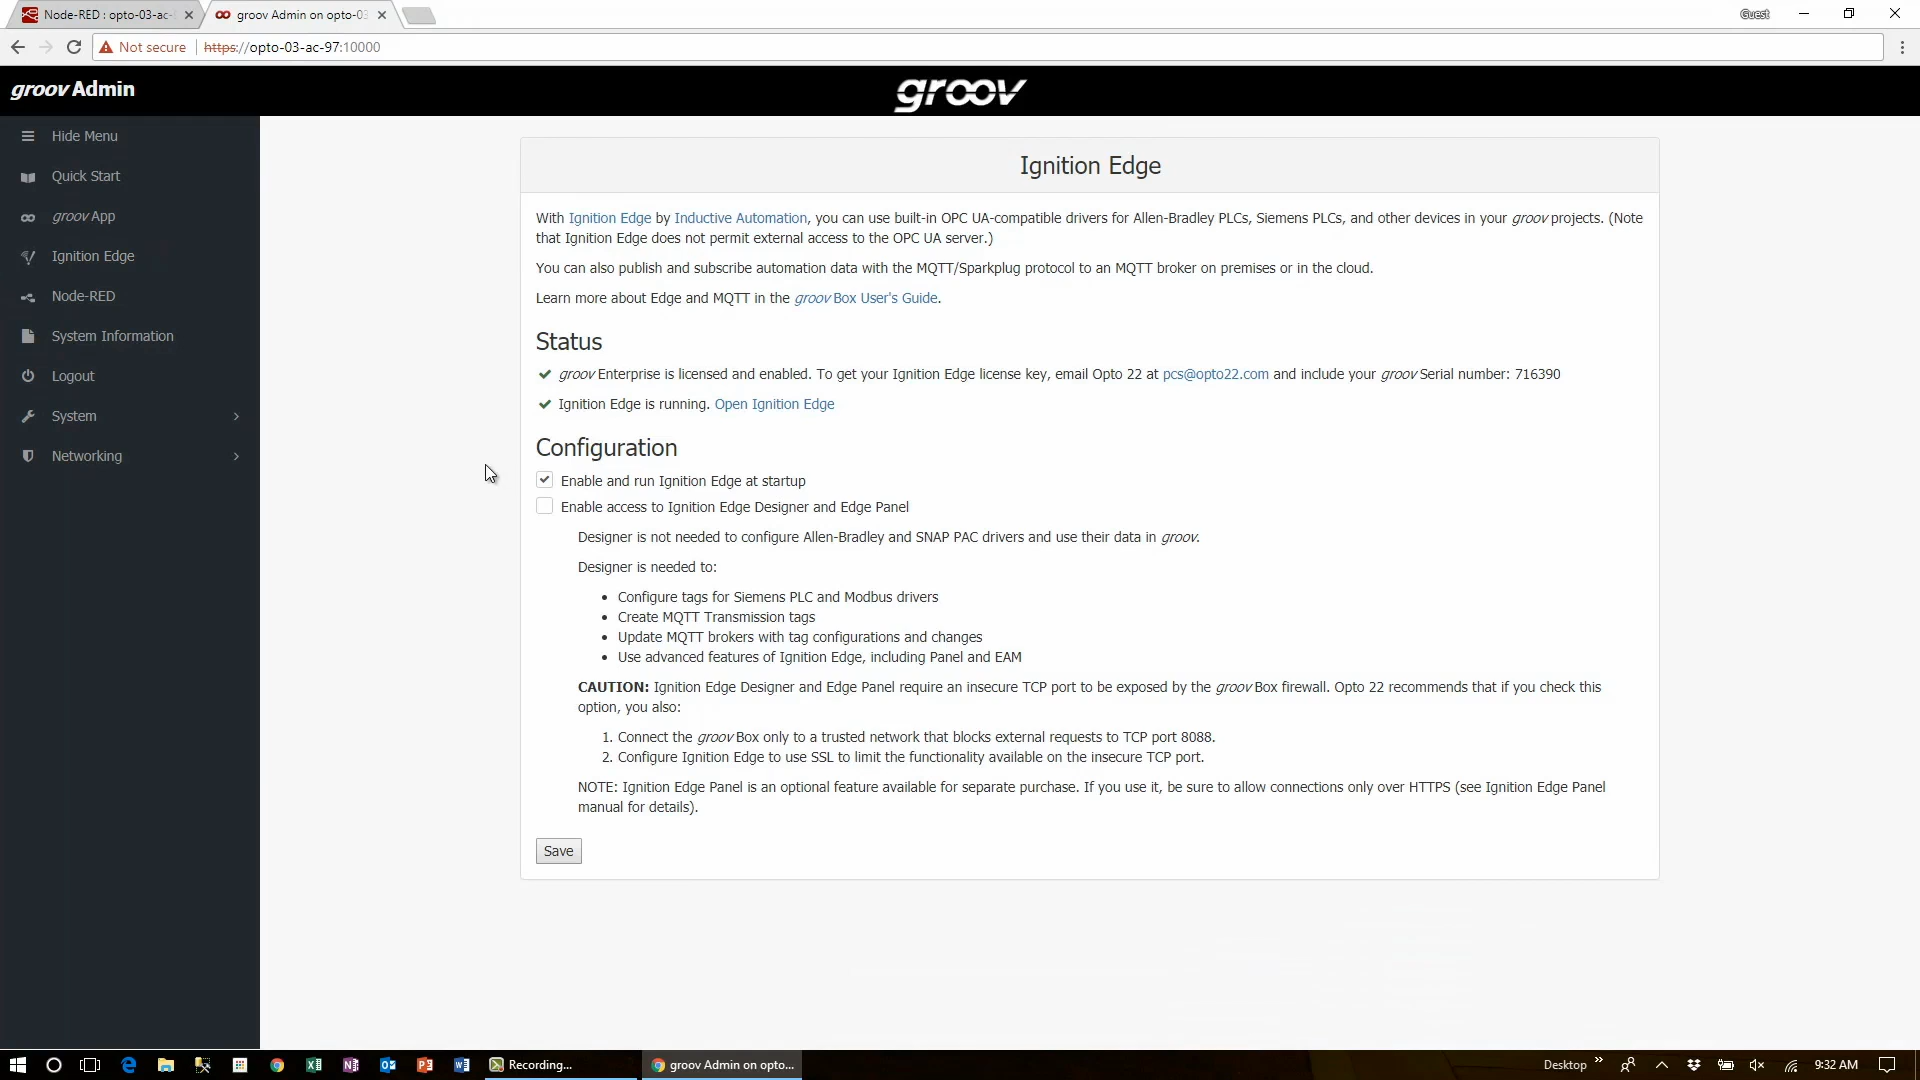 Node-RED : opto-03-ac-
groov Admin on opto-03
Guest
Not secure
https://opto-03-ac-97:10000
groov Admin
groov
Hide Menu
Quick Start
groov App
Ignition Edge
Node-RED
System Information
Logout
System
Networking
Ignition Edge
With Ignition Edge by Inductive Automation, you can use built-in OPC UA-compatible drivers for Allen-Bradley PLCs, Siemens PLCs, and other devices in your groov projects. (Note
that Ignition Edge does not permit external access to the OPC UA server.)
You can also publish and subscribe automation data with the MQTT/Sparkplug protocol to an MQTT broker on premises or in the cloud.
Learn more about Edge and MQTT in the groov Box User's Guide.
Status
groov Enterprise is licensed and enabled. To get your Ignition Edge license key, email Opto 22 at pcs@opto22.com and include your groov Serial number: 716390
Ignition Edge is running. Open Ignition Edge
Configuration
Enable and run Ignition Edge at startup
Enable access to Ignition Edge Designer and Edge Panel
Designer is not needed to configure Allen-Bradley and SNAP PAC drivers and use their data in groov.
Designer is needed to:
• Configure tags for Siemens PLC and Modbus drivers
• Create MQTT Transmission tags
• Update MQTT brokers with tag configurations and changes
• Use advanced features of Ignition Edge, including Panel and EAM
CAUTION: Ignition Edge Designer and Edge Panel require an insecure TCP port to be exposed by the groov Box firewall. Opto 22 recommends that if you check this
option, you also:
1. Connect the groov Box only to a trusted network that blocks external requests to TCP port 8088.
2. Configure Ignition Edge to use SSL to limit the functionality available on the insecure TCP port.
NOTE: Ignition Edge Panel is an optional feature available for separate purchase. If you use it, be sure to allow connections only over HTTPS (see Ignition Edge Panel
manual for details).
Save
Recording...
groov Admin on opto...
Desktop
9:32 AM